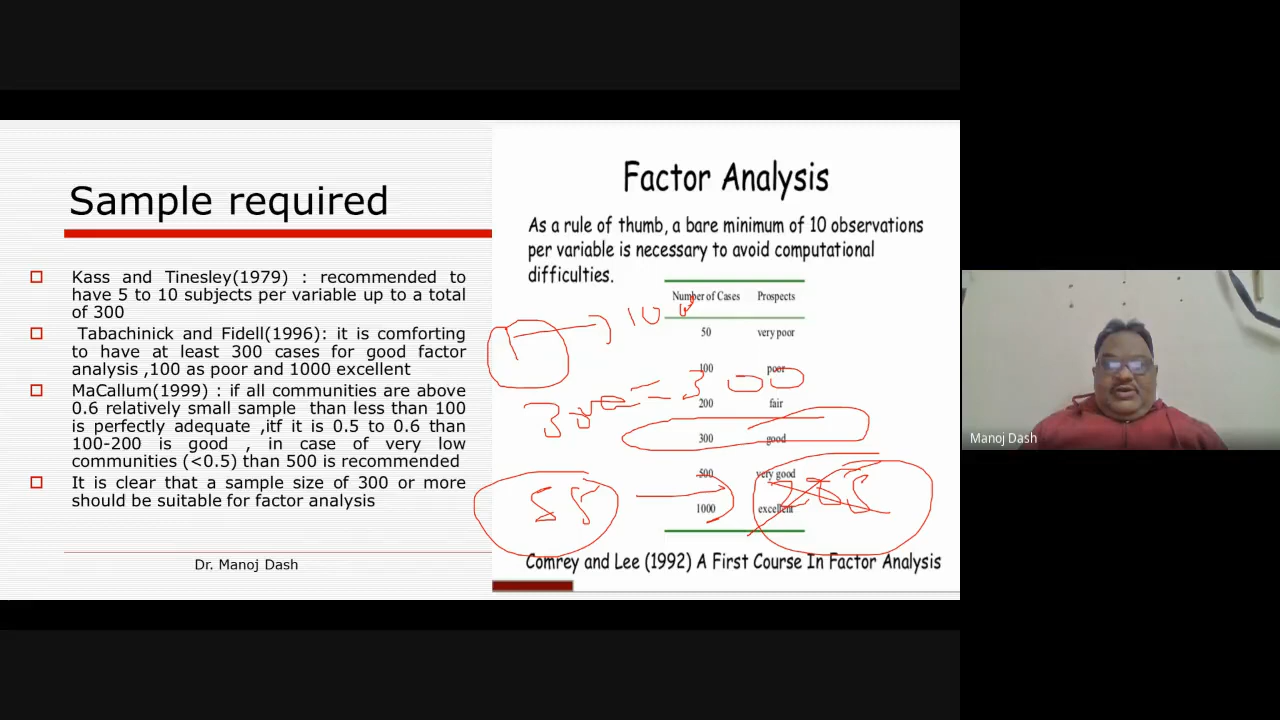 Sample required
Kass and Tinesley(1979) : recommended to
have 5 to 10 subjects per variable up to a total
of 300
Tabachinick and Fidell(1996): it is comforting
to have at least 300 cases for good factor
analysis ,100 as poor and 1000 excellent
MaCallum(1999) : if all communities are above
0.6 relatively small sample than less than 100
is perfectly adequate ,itf if it is 0.5 to 0.6 than
100-200 is good , in case of very low
communities (<0.5) than 500 is recommended
It is clear that a sample size of 300 or more
should be suitable for factor analysis
Dr. Manoj Dash
Factor Analysis
As a rule of thumb, a bare minimum of 10 observations
per variable is necessary to avoid computational
difficulties.
Number of Cases Prospects
50 very poor
100 poor
200 fair
300 good
500 very good
1000 excellent
Comrey and Lee (1992) A First Course In Factor Analysis
1 10
= 300
55
Manoj Dash